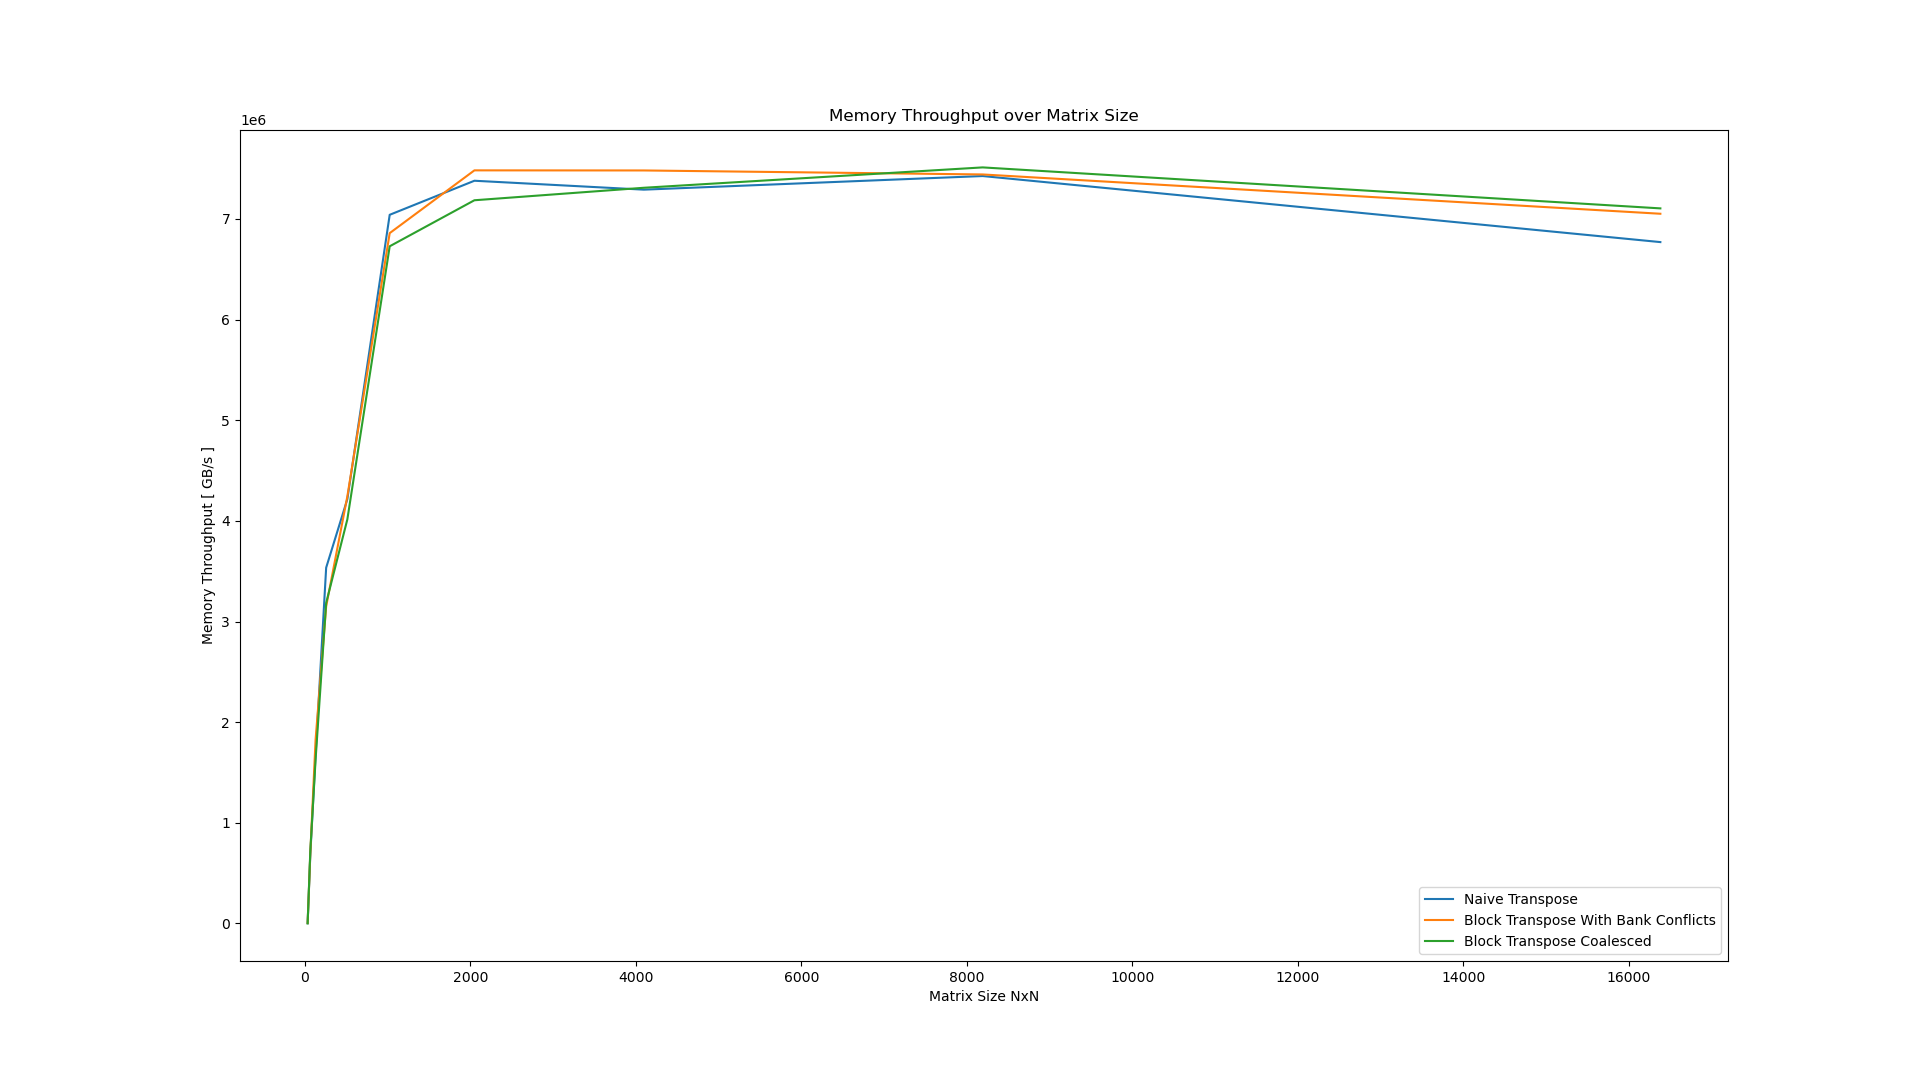 Memory Throughput over Matrix Size
1e6
7
6
5
4
3
2
1
0
Memory Throughput [ GB/s ]
0 2000 4000 6000 8000 10000 12000 14000 16000
Matrix Size NxN
Naive Transpose
Block Transpose With Bank Conflicts
Block Transpose Coalesced